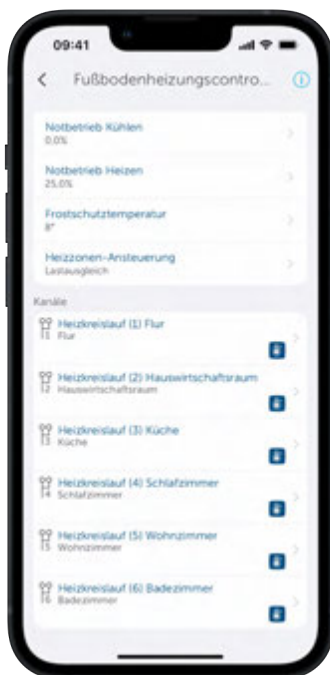 09:41
Fußbodenheizungscontro...
Notbetrieb Kühlen
0,0%
Notbetrieb Heizen
25,0%
Frostschutztemperatur
8°
Heizzonen-Ansteuerung
Lastausgleich
Kanäle
Heizkreislauf (1) Flur
Flur
Heizkreislauf (2) Hauswirtschaftsraum
Hauswirtschaftsraum
Heizkreislauf (3) Küche
Küche
Heizkreislauf (4) Schlafzimmer
Schlafzimmer
Heizkreislauf (5) Wohnzimmer
Wohnzimmer
Heizkreislauf (6) Badezimmer
Badezimmer